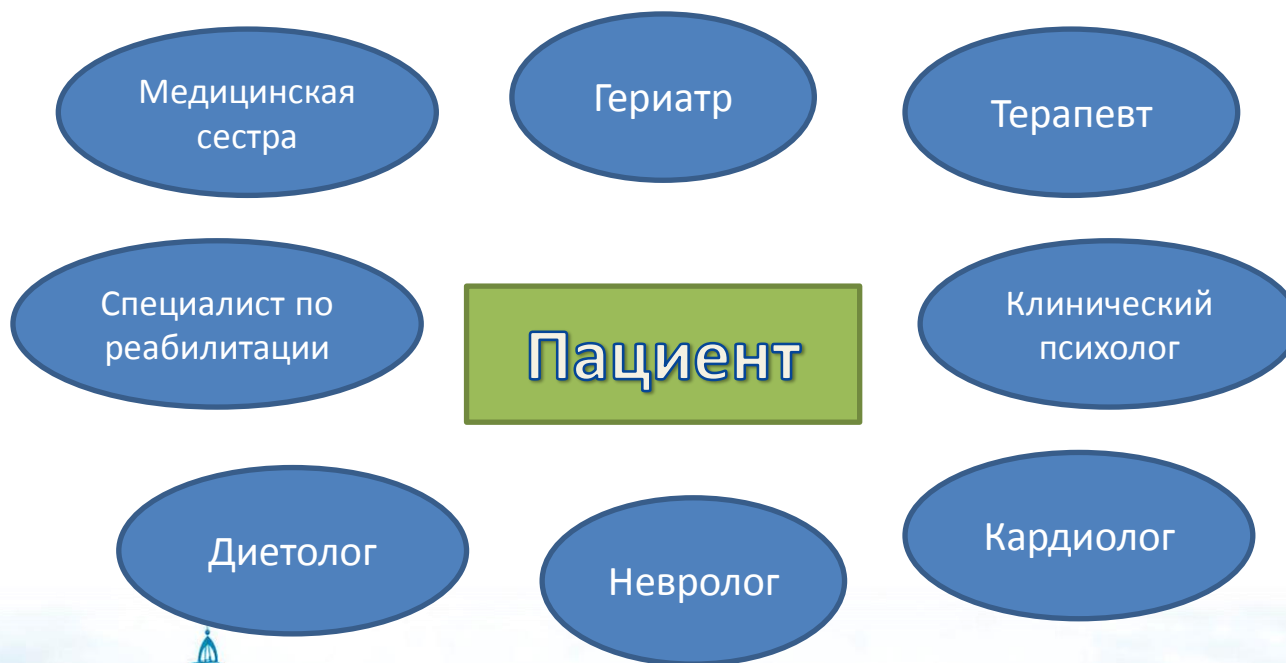 Медицинская
сестра
Гериатр
Терапевт
Специалист по
реабилитации
Пациент
Клинический
психолог
Диетолог
Невролог
Кардиолог